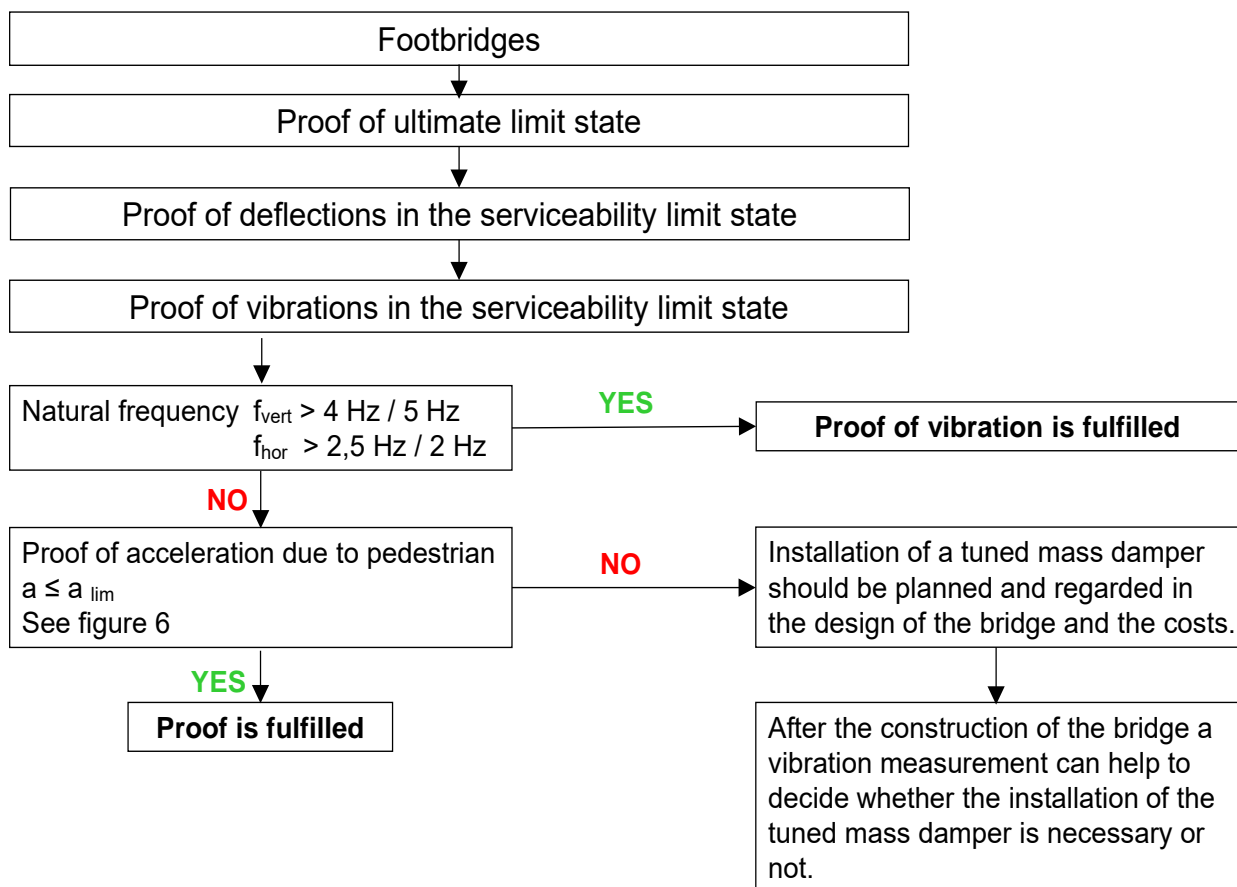 Footbridges
Proof of ultimate limit state
Proof of deflections in the serviceability limit state
Proof of vibrations in the serviceability limit state
Natural frequency f_vert > 4 Hz / 5 Hz
f_hor > 2,5 Hz / 2 Hz
YES
Proof of vibration is fulfilled
NO
Proof of acceleration due to pedestrian
a ≤ a lim
See figure 6
NO
Installation of a tuned mass damper
should be planned and regarded in
the design of the bridge and the costs.
YES
Proof is fulfilled
After the construction of the bridge a
vibration measurement can help to
decide whether the installation of the
tuned mass damper is necessary or
not.